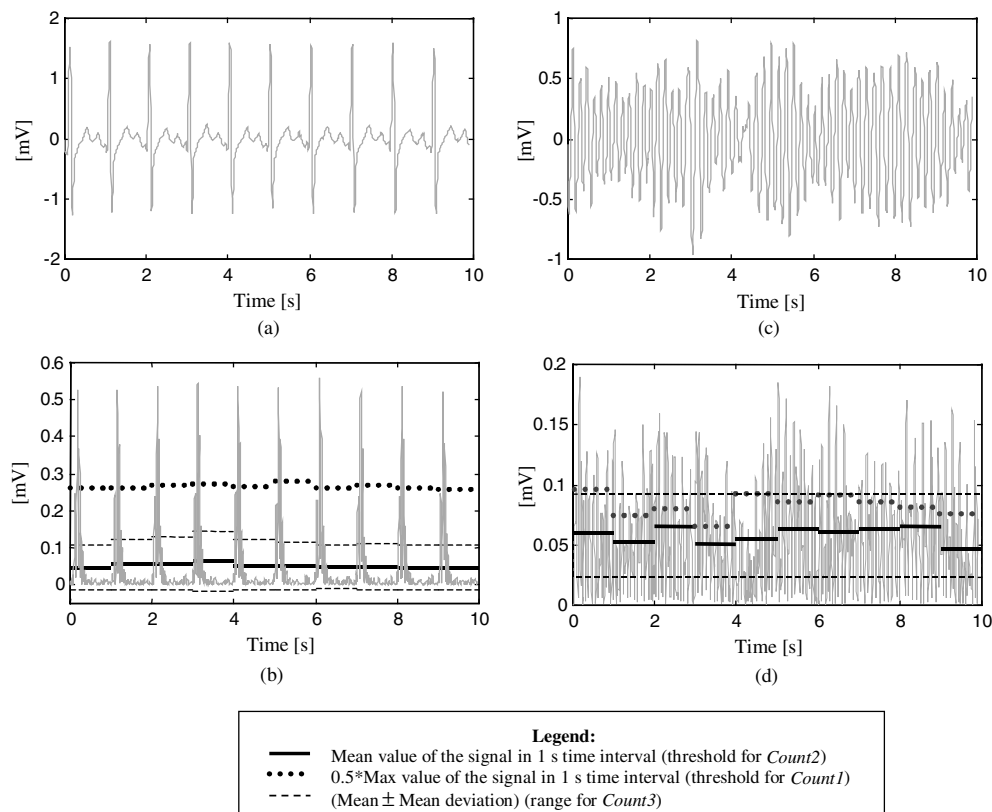 2
1
0
-1
-2
[mV]
0 2 4 6 8 10
Time [s]
(a)
1
0.5
0
-0.5
-1
[mV]
0 2 4 6 8 10
Time [s]
(c)
0.6
0.5
0.4
0.3
0.2
0.1
0
[mV]
0 2 4 6 8 10
Time [s]
(b)
0.2
0.15
0.1
0.05
0
[mV]
0 2 4 6 8 10
Time [s]
(d)
Legend:
Mean value of the signal in 1 s time interval (threshold for Count2)
0.5*Max value of the signal in 1 s time interval (threshold for Count1)
(Mean ± Mean deviation) (range for Count3)